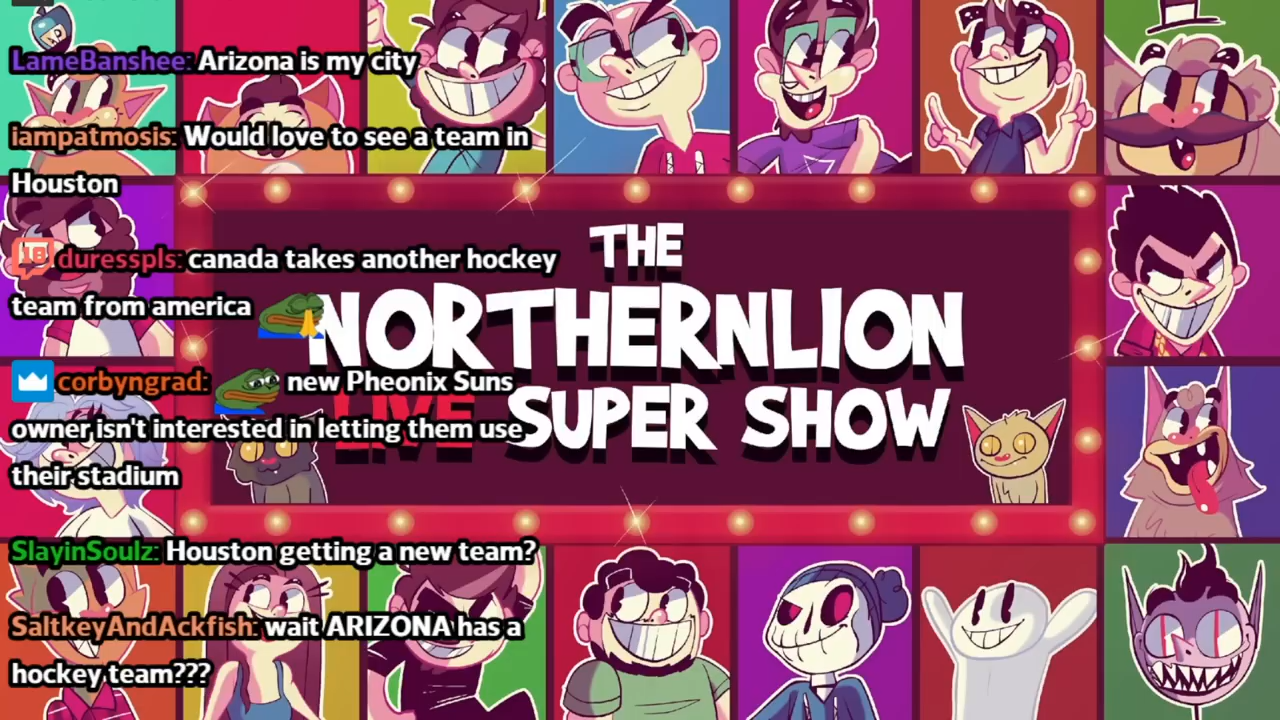 LameBanshee: Arizona is my city
iampatmosis: Would love to see a team in
Houston
18 duresspls: canada takes another hockey
team from america
corbyngrad: new Pheonix Suns
owner isn't interested in letting them use
their stadium
SlayinSoulz: Houston getting a new team?
SaltkeyAndAckfish: wait ARIZONA has a
hockey team???
THE
NORTHERNLION
LIVE SUPER SHOW